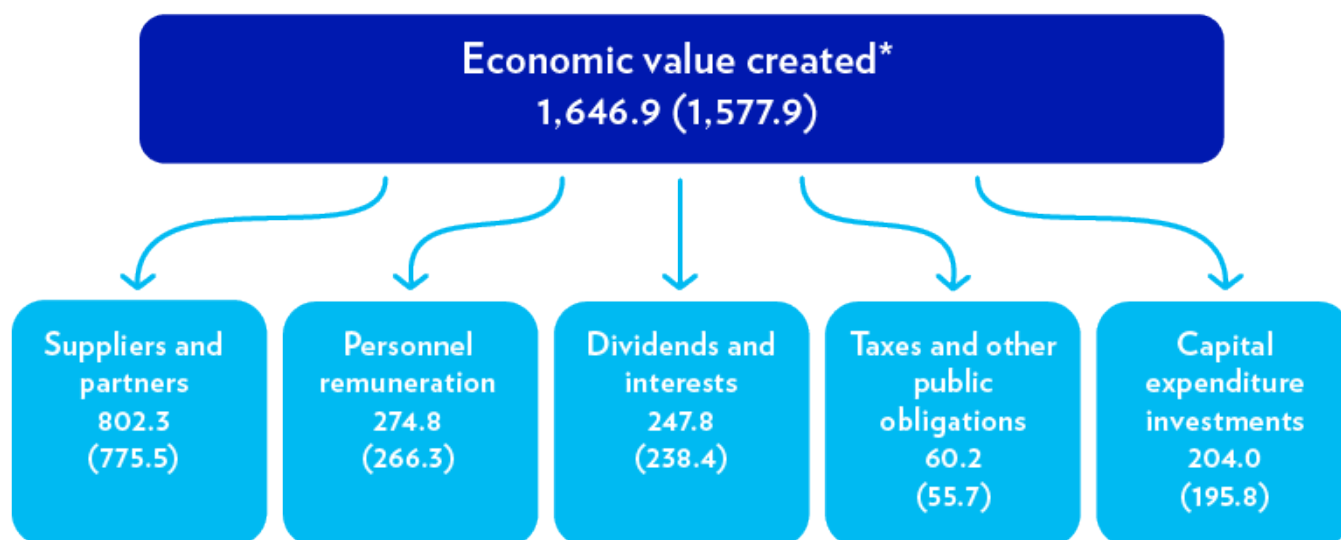 Economic value created*
1,646.9 (1,577.9)
Suppliers and
partners
802.3
(775.5)
Personnel
remuneration
274.8
(266.3)
Dividends and
interests
247.8
(238.4)
Taxes and other
public
obligations
60.2
(55.7)
Capital
expenditure
investments
204.0
(195.8)